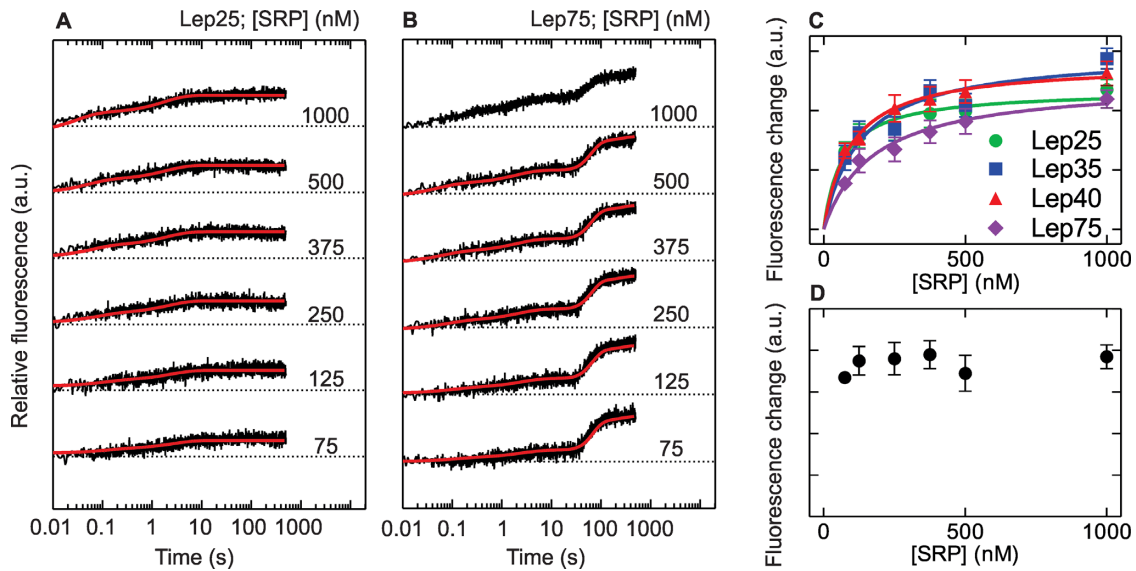 A Lep25; [SRP] (nM)
1000
500
375
250
125
75
Relative fluorescence (a.u.)
0.01 0.1 1 10 100 1000
Time (s)
B Lep75; [SRP] (nM)
1000
500
375
250
125
75
0.01 0.1 1 10 100 1000
Time (s)
C
Fluorescence change (a.u.)
Lep25
Lep35
Lep40
Lep75
0 500 1000
[SRP] (nM)
D
Fluorescence change (a.u.)
0 500 1000
[SRP] (nM)